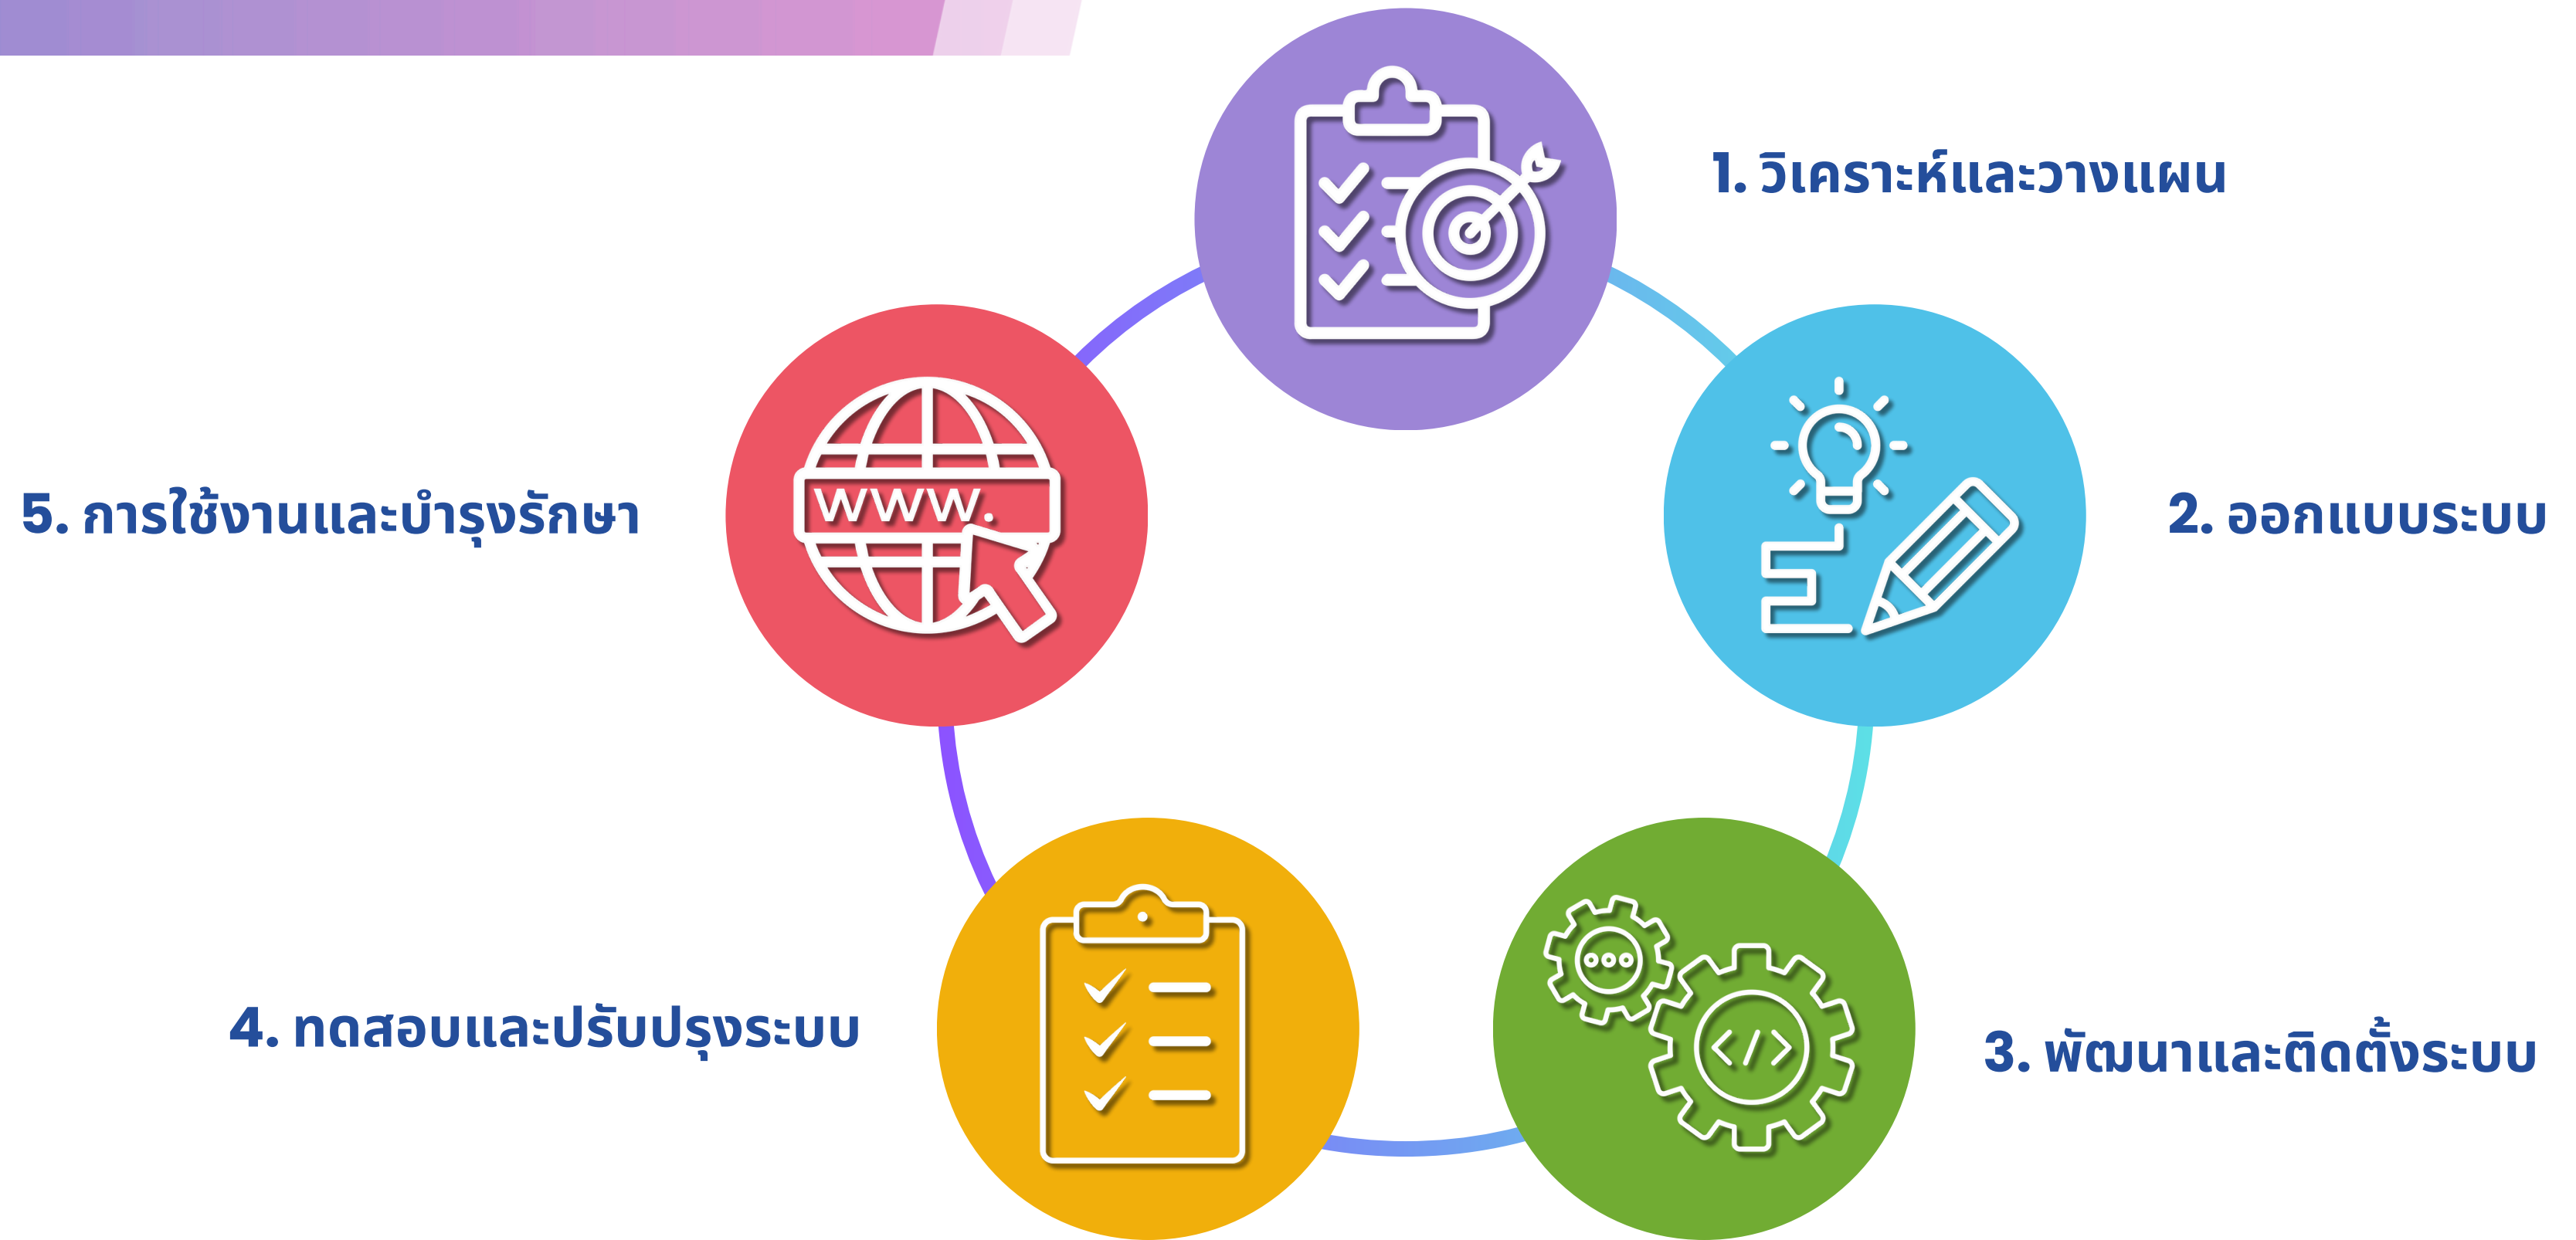 1. วิเคราะห์และวางแผน
2. ออกแบบระบบ
3. พัฒนาและติดตั้งระบบ
4. ทดสอบและปรับปรุงระบบ
5. การใช้งานและบำรุงรักษา
www.